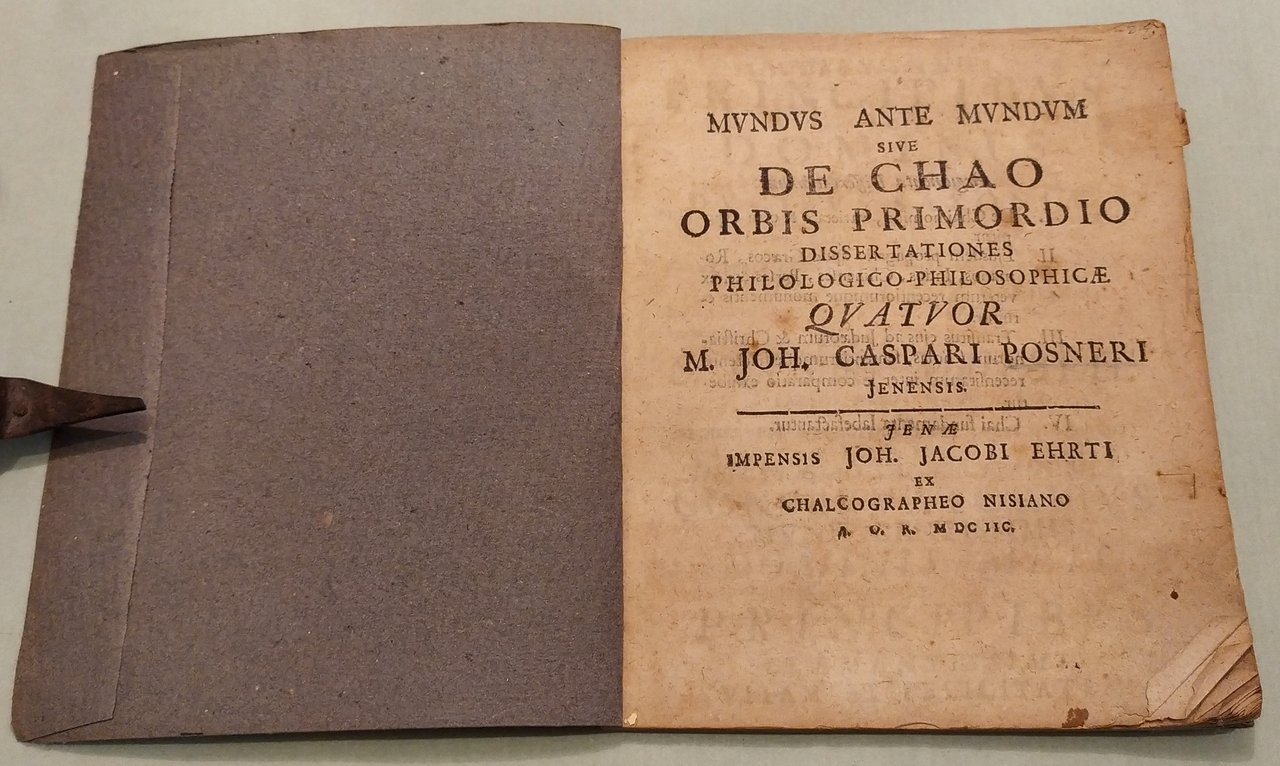 MVNDVS ANTE MVNDVM
SIVE
DE CHAO
ORBIS PRIMORDIO
DISSERTATIONES
PHILOLOGICO-PHILOSOPHICÆ
QVATVOR
M. JOH. CASPARI POSNERI
JENENSIS.
JENÆ
IMPENSIS JOH. JACOBI EHRTI
EX
CHALCOGRAPHEO NISIANO
A. O. R. MDCIIC.